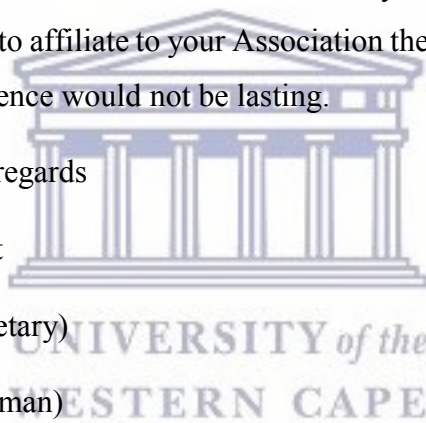 to affiliate to your Association the
ence would not be lasting.
regards
etary)
UNIVERSITY of the
man)
WESTERN CAPE